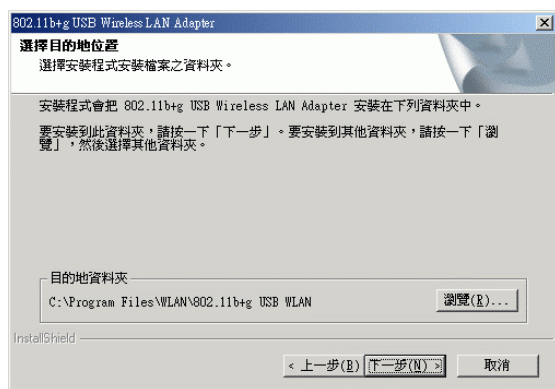 802.11b+g USB Wireless LAN Adapter
選擇目的地位置
選擇安裝程式安裝檔案之資料夾。
安裝程式會把 802.11b+g USB Wireless LAN Adapter 安裝在下列資料夾中。
要安裝到此資料夾，請按一下「下一步」。要安裝到其他資料夾，請按一下「瀏
覽」，然後選擇其他資料夾。
目的地資料夾
C:\Program Files\WLAN\802.11b+g USB WLAN
瀏覽(R)...
InstallShield
< 上一步(B)
下一步(N) >
取消